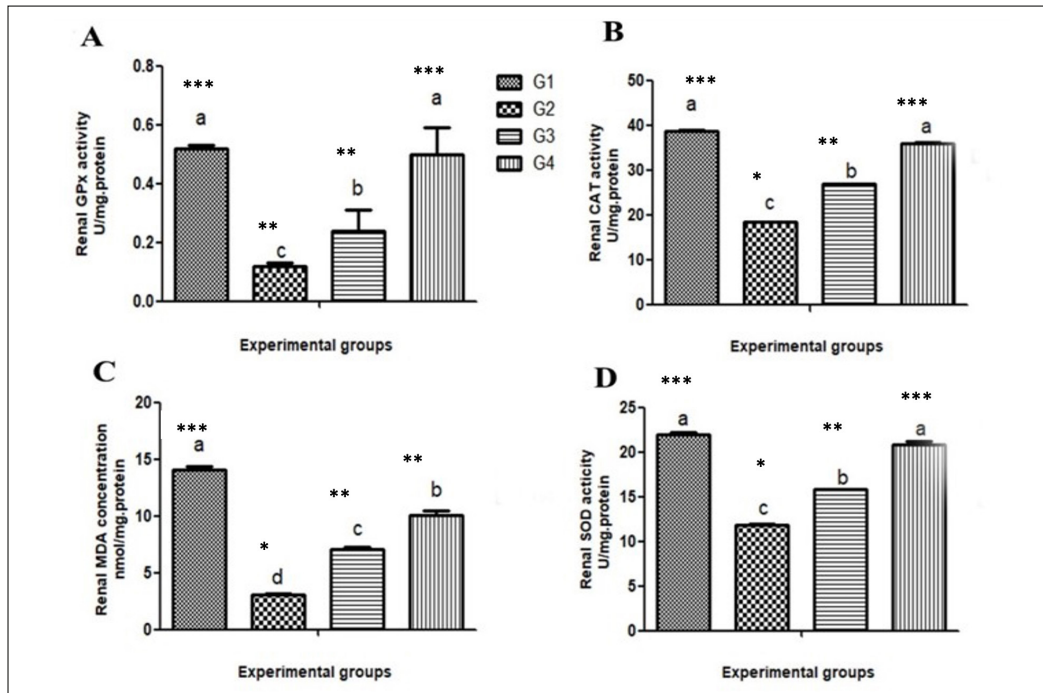 A
Renal GPx activity
U/mg.protein
0.8
0.6
0.4
0.2
0.0
***
a
**
c
**
b
***
a
Experimental groups
G1
G2
G3
G4
B
Renal CAT activity
U/mg.protein
50
40
30
20
10
0
***
a
*
c
**
b
***
a
Experimental groups
C
Renal MDA concentration
nmol/mg.protein
20
15
10
5
0
***
a
*
d
**
c
**
b
Experimental groups
D
Renal SOD acticity
U/mg.protein
25
20
15
10
5
0
***
a
*
c
**
b
***
a
Experimental groups